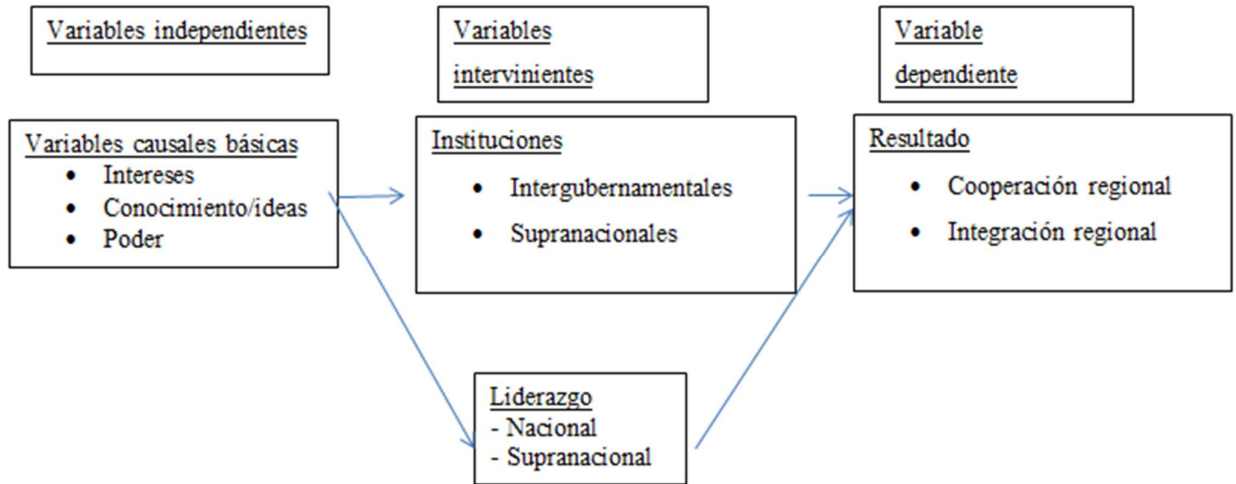 Variables independientes
Variables
intervinientes
Variable
dependiente
Variables causales básicas
• Intereses
• Conocimiento/ideas
• Poder
Instituciones
• Intergubernamentales
• Supranacionales
Resultado
• Cooperación regional
• Integración regional
Liderazgo
- Nacional
- Supranacional